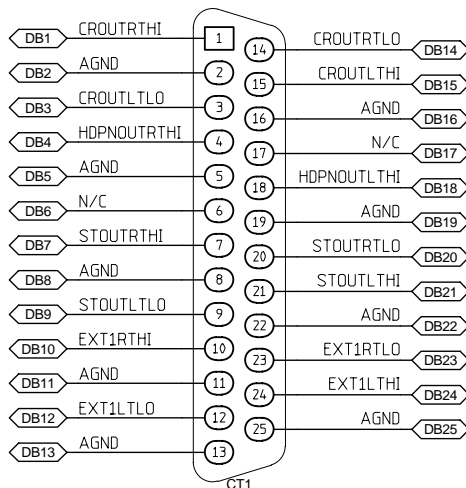 DB1 CROUTRTHI 1
14 CROUTRTLO DB14
DB2 AGND 2
15 CROUTLTHI DB15
DB3 CROUTLTLO 3
16 AGND DB16
DB4 HDPNOUTRTHI 4
17 N/C DB17
DB5 AGND 5
18 HDPNOUTLTHI DB18
DB6 N/C 6
19 AGND DB19
DB7 STOUTRTHI 7
20 STOUTRTLO DB20
DB8 AGND 8
21 STOUTLTHI DB21
DB9 STOUTLTLO 9
22 AGND DB22
DB10 EXT1RTHI 10
23 EXT1RTLO DB23
DB11 AGND 11
24 EXT1LTHI DB24
DB12 EXT1LTLO 12
25 AGND DB25
DB13 AGND 13
CT1